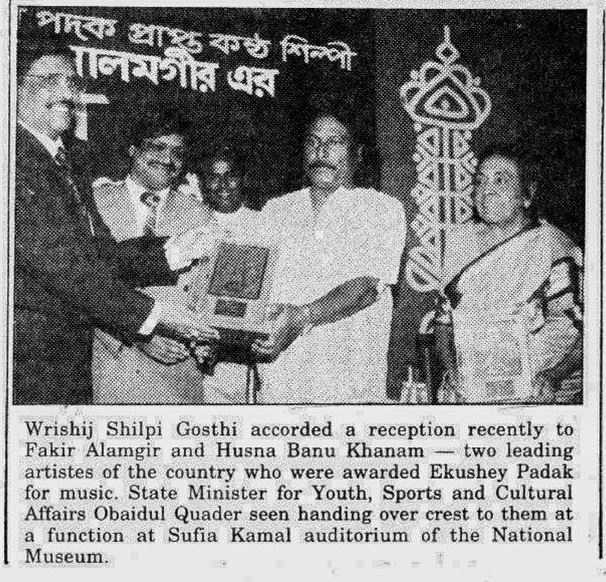 পদক প্রাপ্ত কণ্ঠ শিল্পী
আলমগীর এর
Wrishij Shilpi Gosthi accorded a reception recently to
Fakir Alamgir and Husna Banu Khanam — two leading
artistes of the country who were awarded Ekushey Padak
for music. State Minister for Youth, Sports and Cultural
Affairs Obaidul Quader seen handing over crest to them at
a function at Sufia Kamal auditorium of the National
Museum.